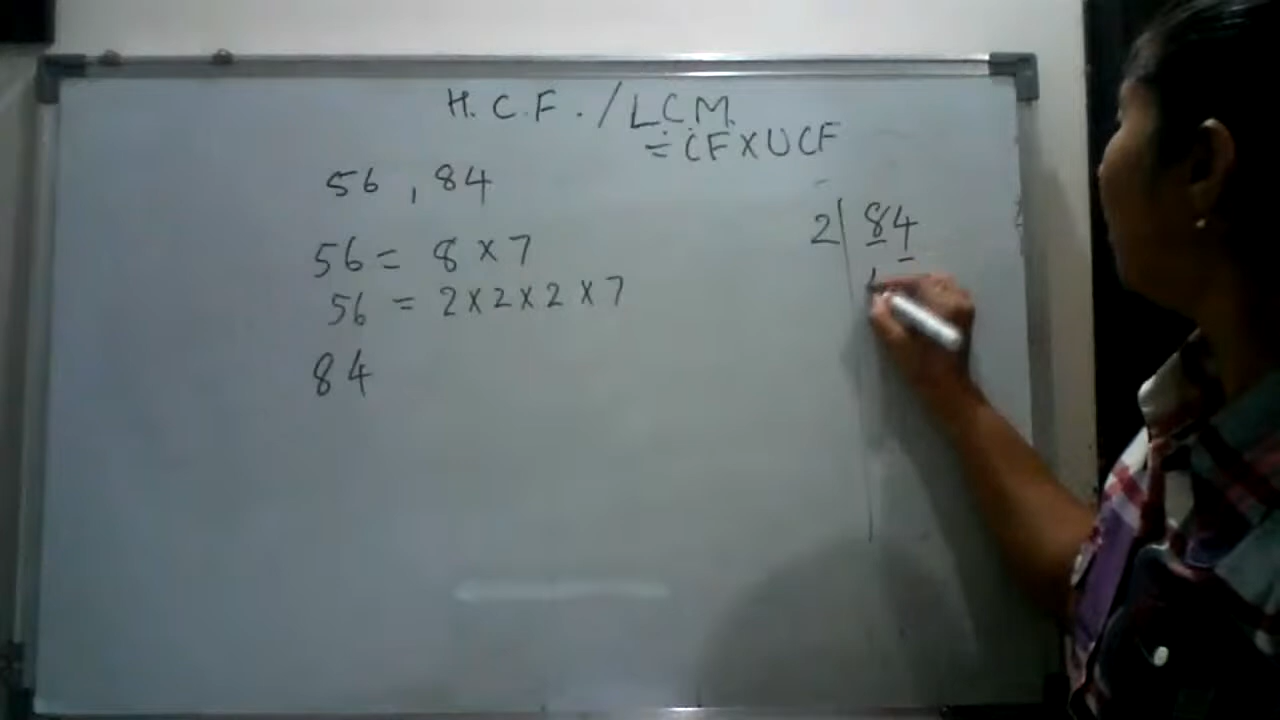 H.C.F. / LCM.
= CF X UCF
56, 84
56 = 8 x 7
56 = 2 x 2 x 2 x 7
84
2 | 84